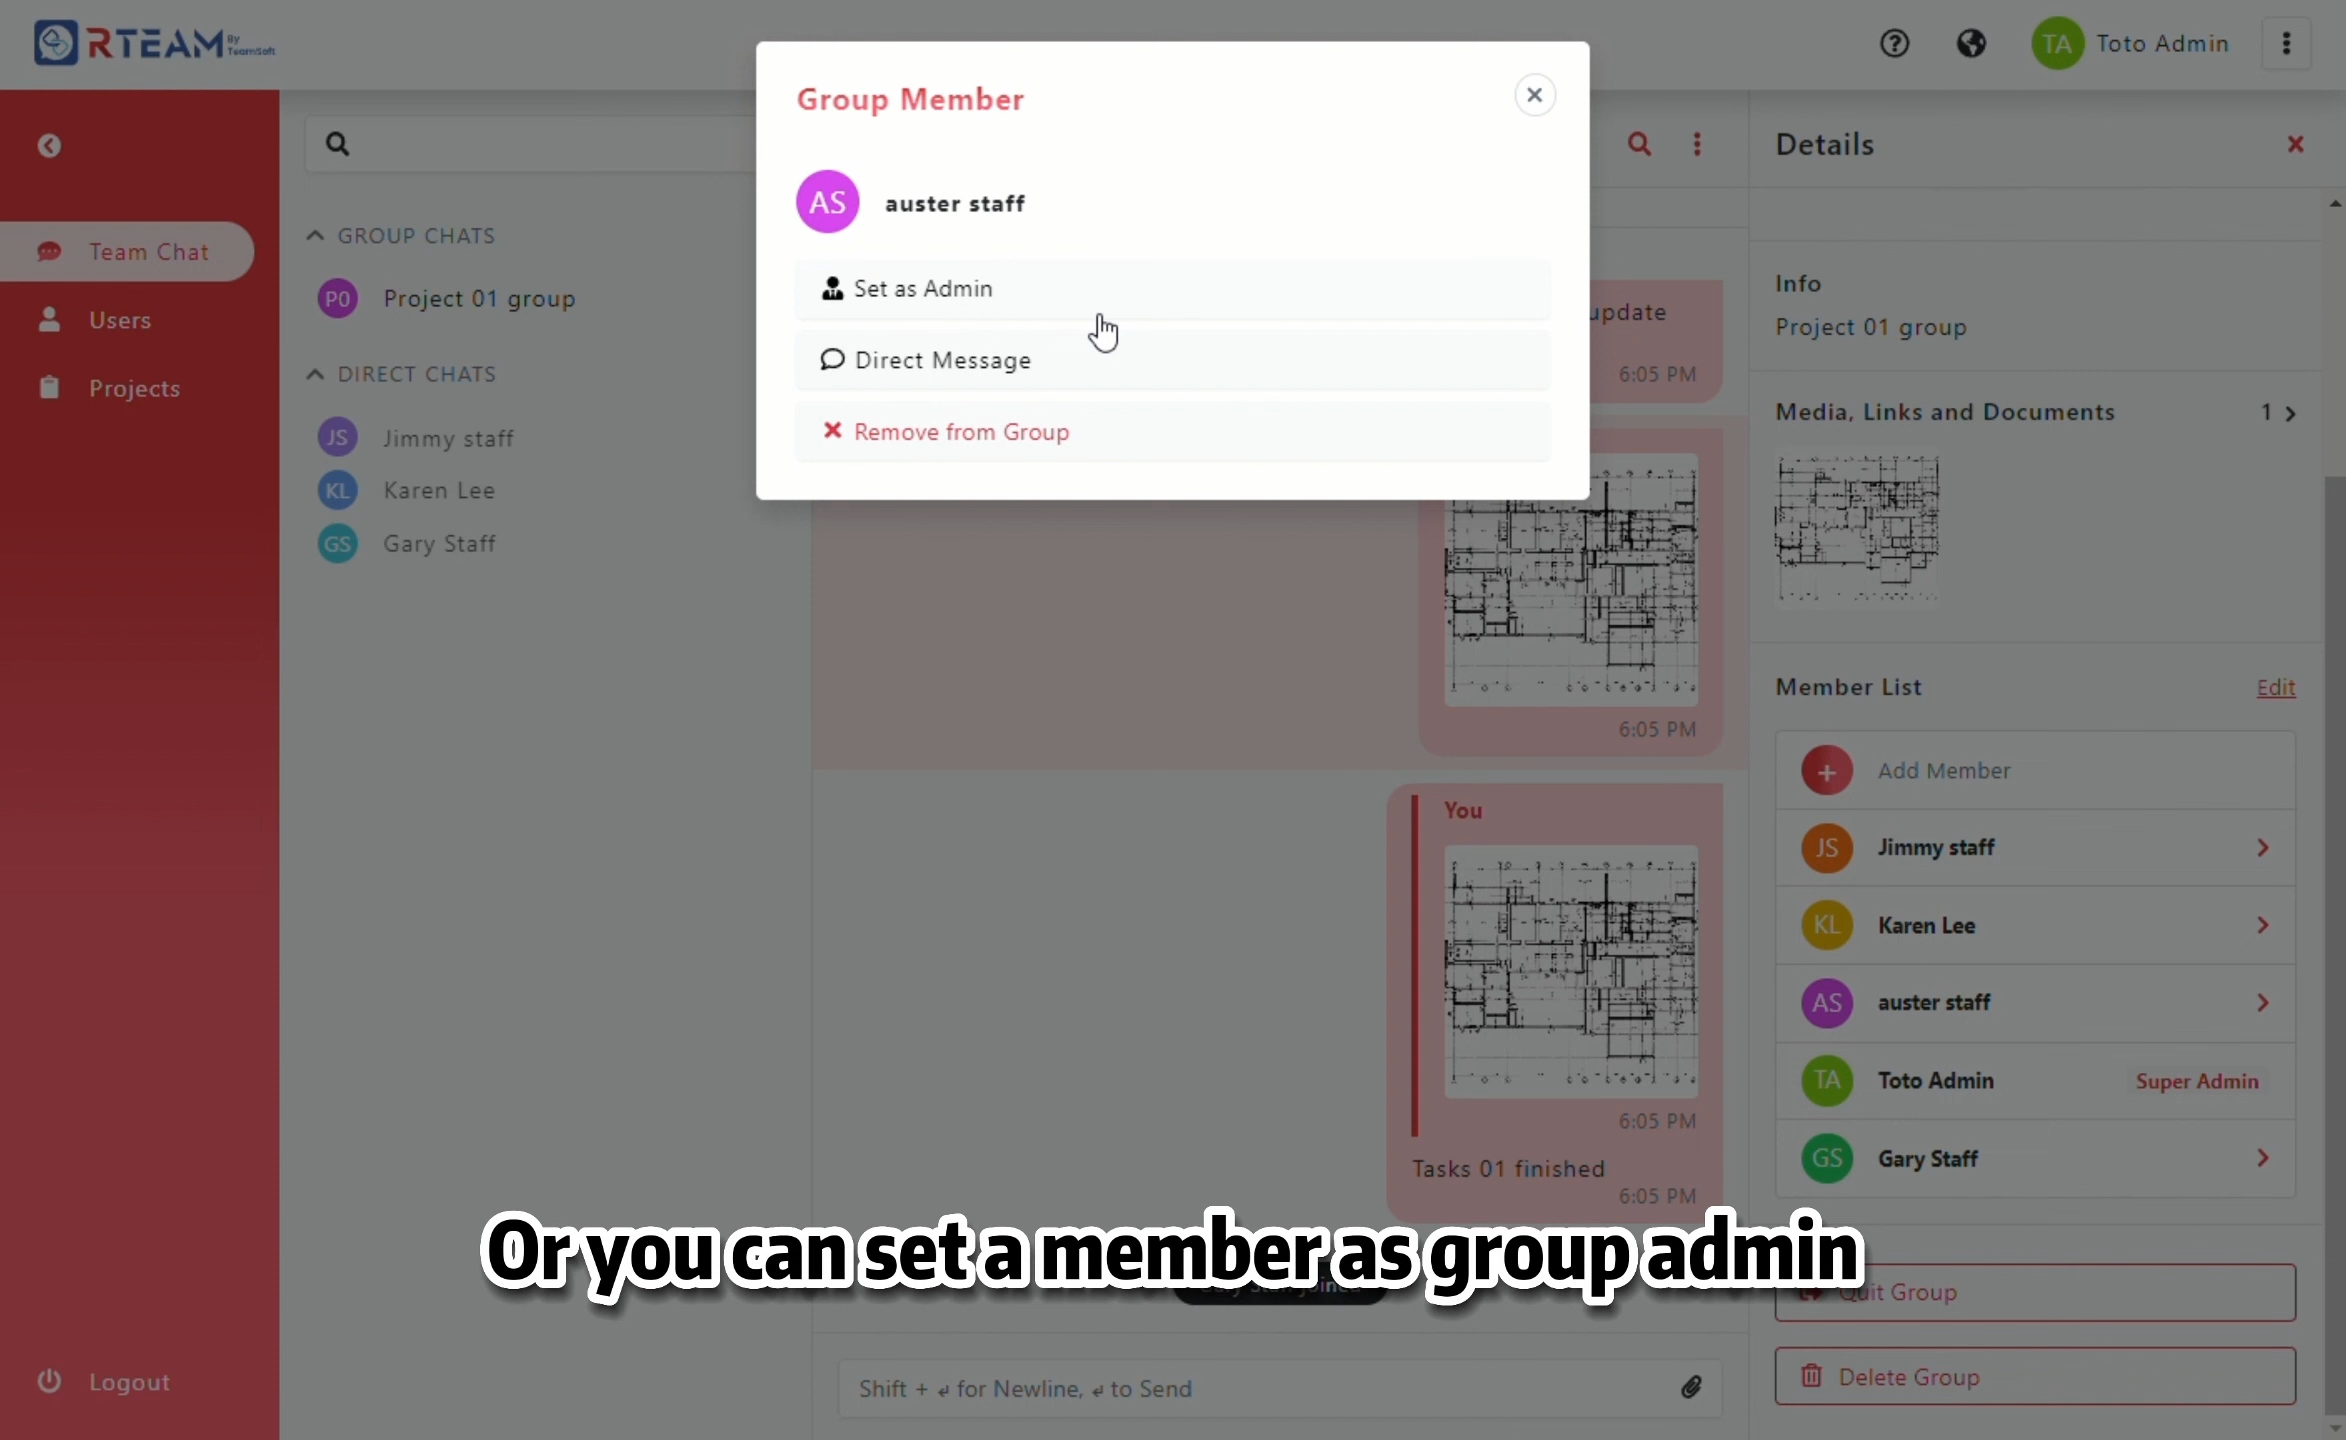 RTEAM By TeamSoft
TA Toto Admin
Group Member
AS auster staff
Set as Admin
Direct Message
Remove from Group
Team Chat
Users
Projects
Logout
GROUP CHATS
P0 Project 01 group
DIRECT CHATS
JS Jimmy staff
KL Karen Lee
GS Gary Staff
update
6:05 PM
6:05 PM
You
6:05 PM
Tasks 01 finished
6:05 PM
Shift + ↵ for Newline, ↵ to Send
Details
Info
Project 01 group
Media, Links and Documents 1
Member List Edit
Add Member
JS Jimmy staff
KL Karen Lee
AS auster staff
TA Toto Admin Super Admin
GS Gary Staff
Quit Group
Delete Group
Or you can set a member as group admin